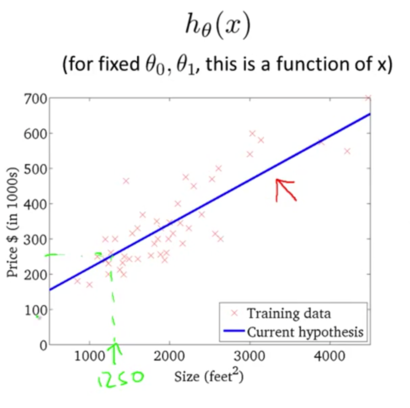 hθ(x)
(for fixed θ0, θ1, this is a function of x)
Price $ (in 1000s)
700
600
500
400
300
200
100
0
1000
2000
3000
4000
1250
Size (feet²)
Training data
Current hypothesis